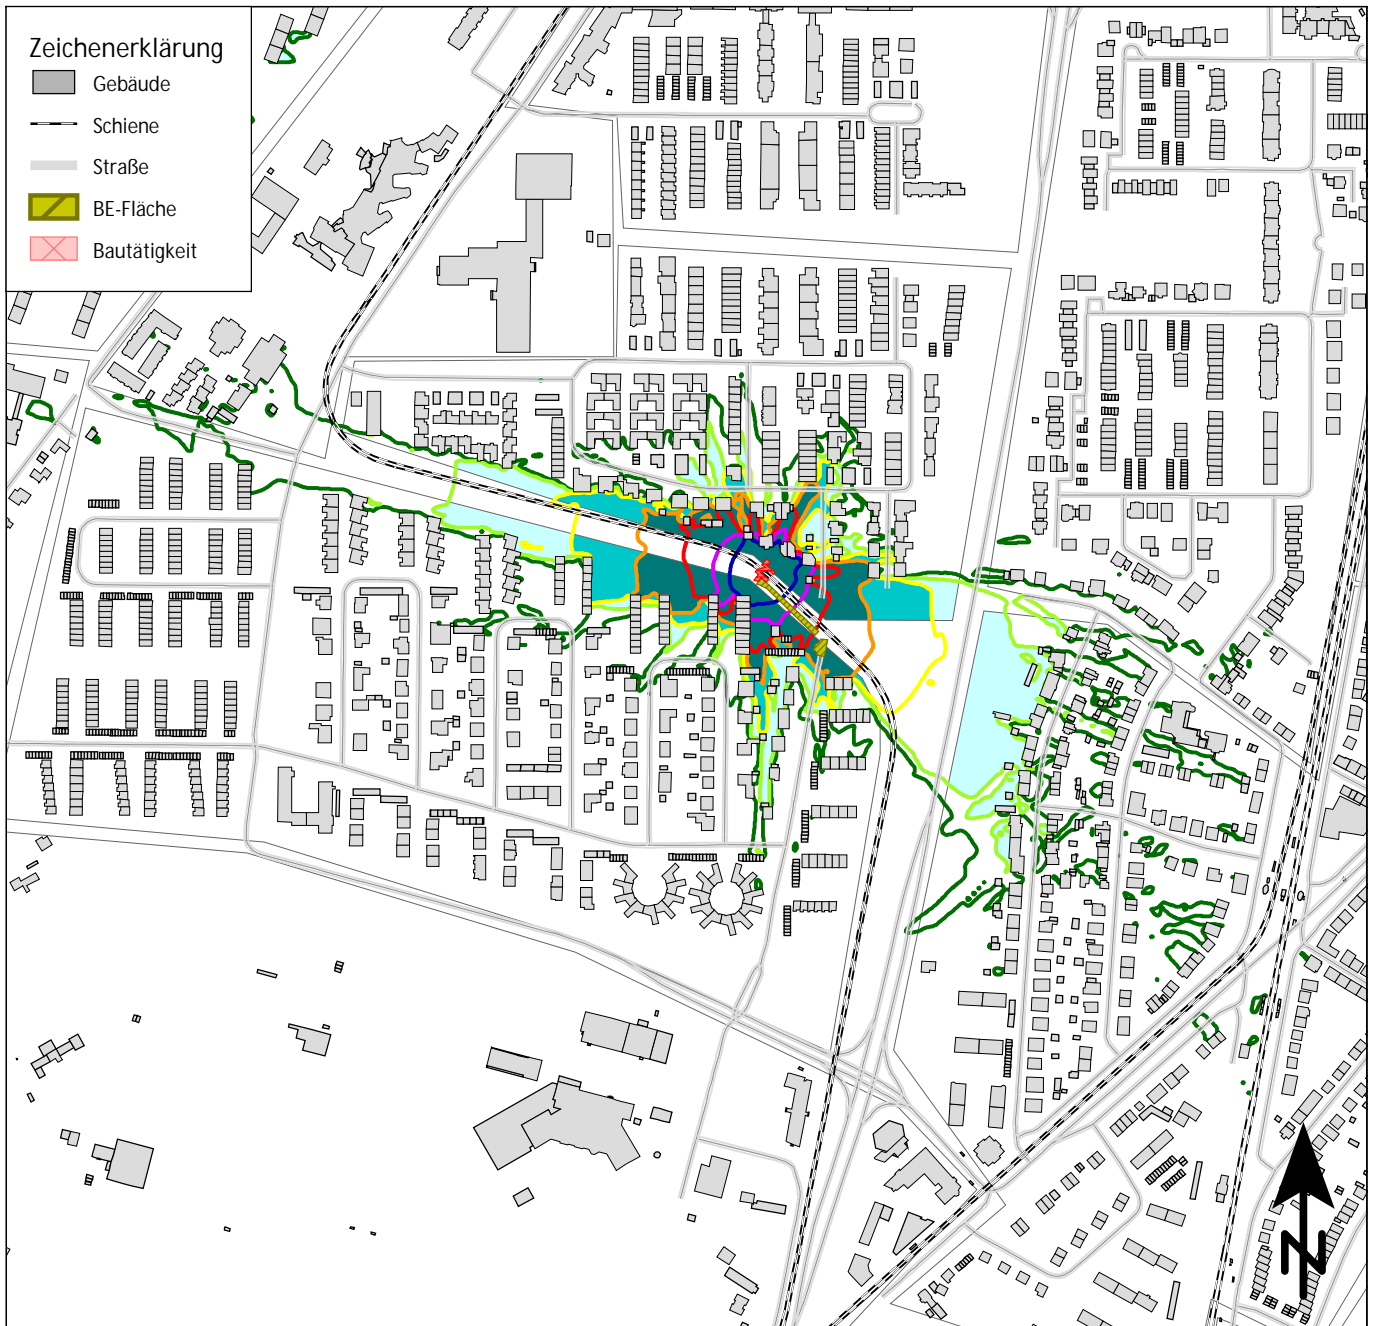 Zeichenerklärung
Gebäude
Schiene
Straße
BE-Fläche
Bautätigkeit
N